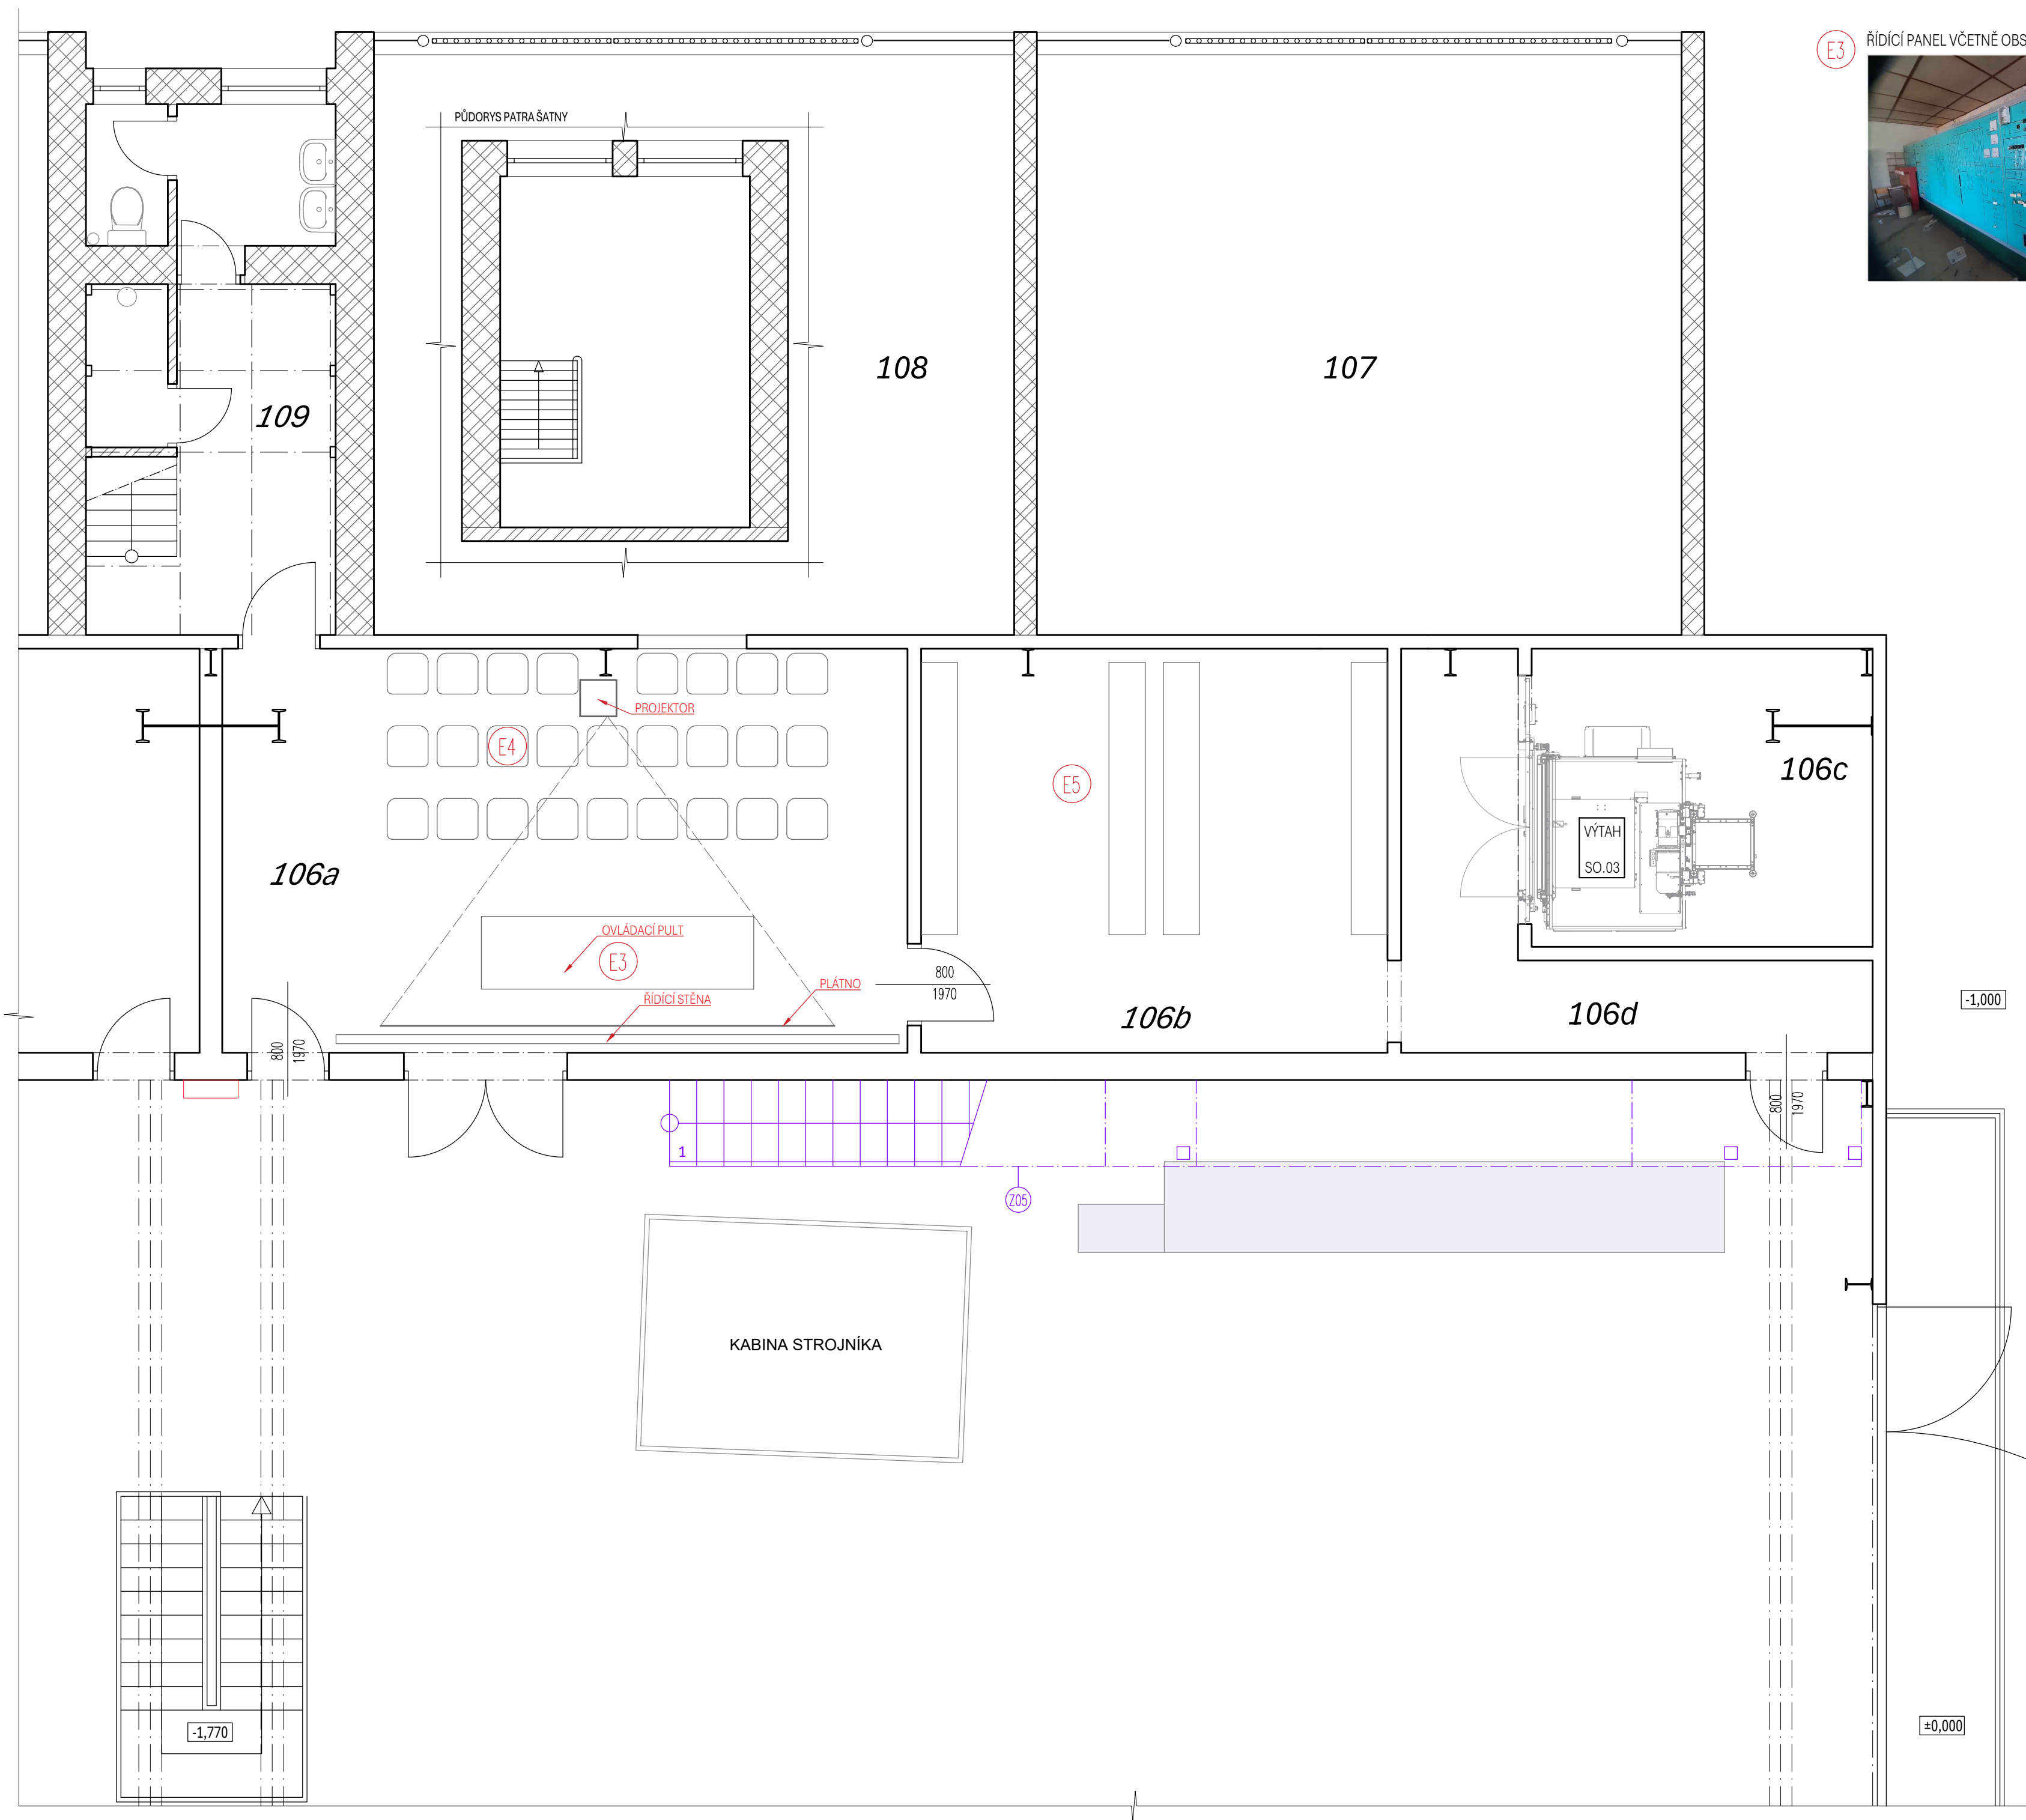 E3
ŘÍDÍCÍ PANEL VČETNĚ OBS
PŮDORYS PATRA ŠATNY
108
107
109
PROJEKTOR
E4
E5
106c
VÝTAH
SO.03
106a
OVLÁDACÍ PULT
E3
PLÁTNO
ŘÍDÍCÍ STĚNA
800
1970
106b
106d
-1,000
800
1970
800
1970
1
Z05
KABINA STROJNÍKA
-1,770
±0,000